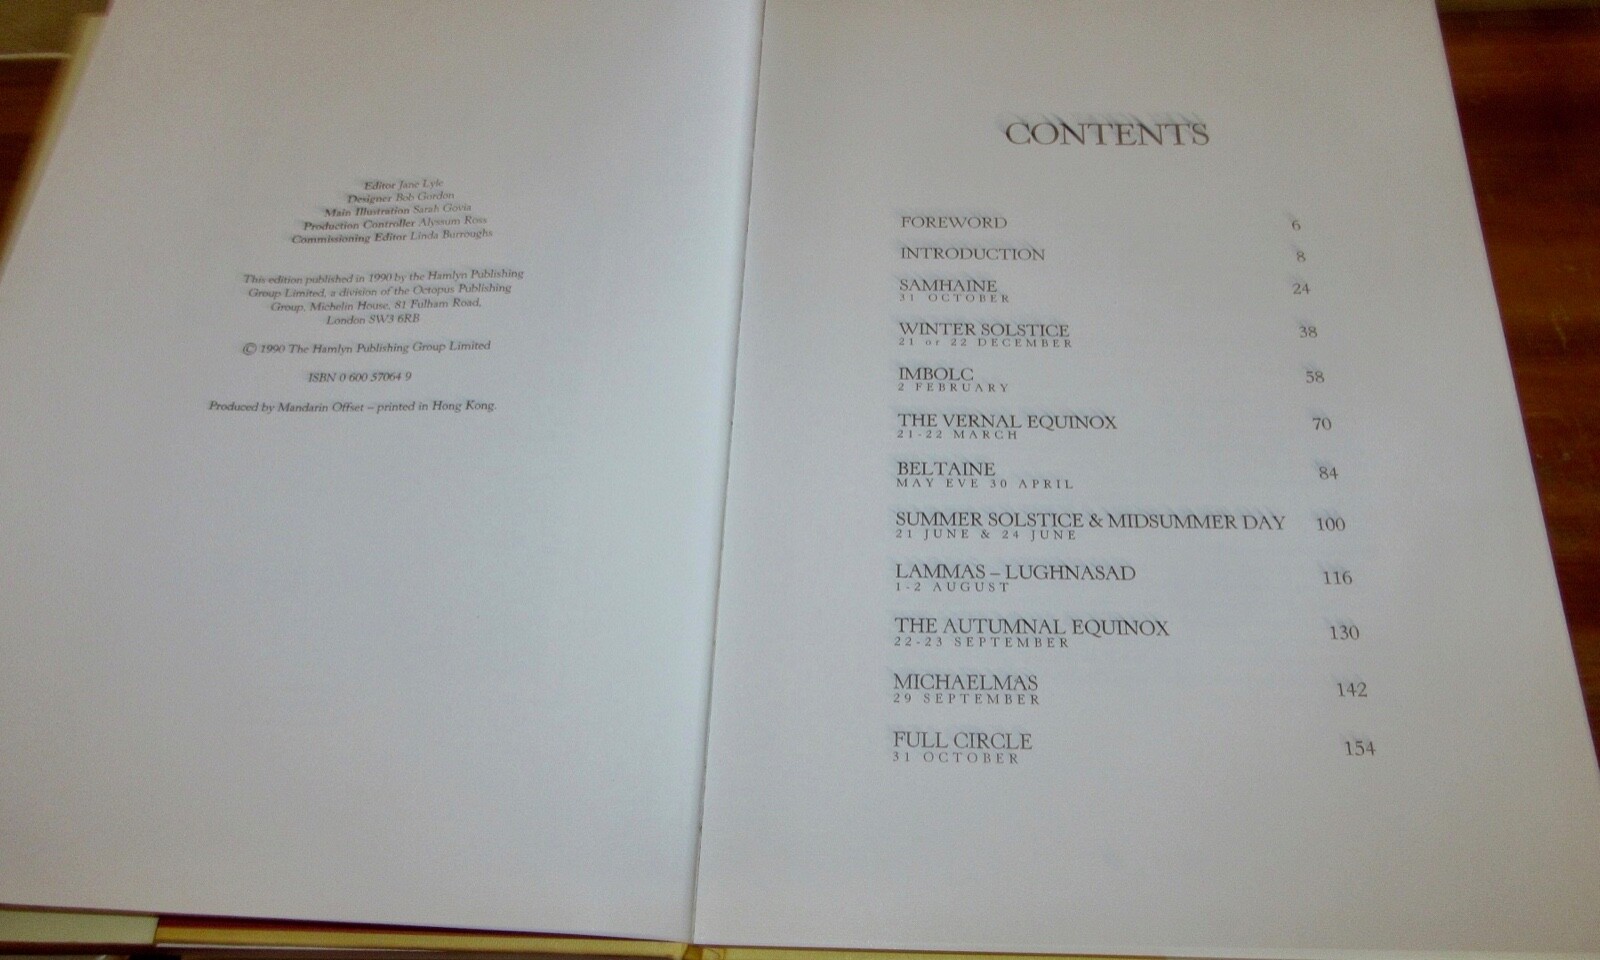 Editor Jane Lyle
Designer Bob Gordon
Main Illustration Sarah Govia
Production Controller Alyssum Ross
Commissioning Editor Linda Burroughs
This edition published in 1990 by the Hamlyn Publishing
Group Limited, a division of the Octopus Publishing
Group, Michelin House, 81 Fulham Road,
London SW3 6RB
© 1990 The Hamlyn Publishing Group Limited
ISBN 0 600 57064 9
Produced by Mandarin Offset – printed in Hong Kong.
CONTENTS
FOREWORD 6
INTRODUCTION 8
SAMHAINE 24
31 OCTOBER
WINTER SOLSTICE 38
21 or 22 DECEMBER
IMBOLC 58
2 FEBRUARY
THE VERNAL EQUINOX 70
21-22 MARCH
BELTAINE 84
MAY EVE 30 APRIL
SUMMER SOLSTICE & MIDSUMMER DAY 100
21 JUNE & 24 JUNE
LAMMAS – LUGHNASAD 116
1-2 AUGUST
THE AUTUMNAL EQUINOX 130
22-23 SEPTEMBER
MICHAELMAS 142
29 SEPTEMBER
FULL CIRCLE 154
31 OCTOBER